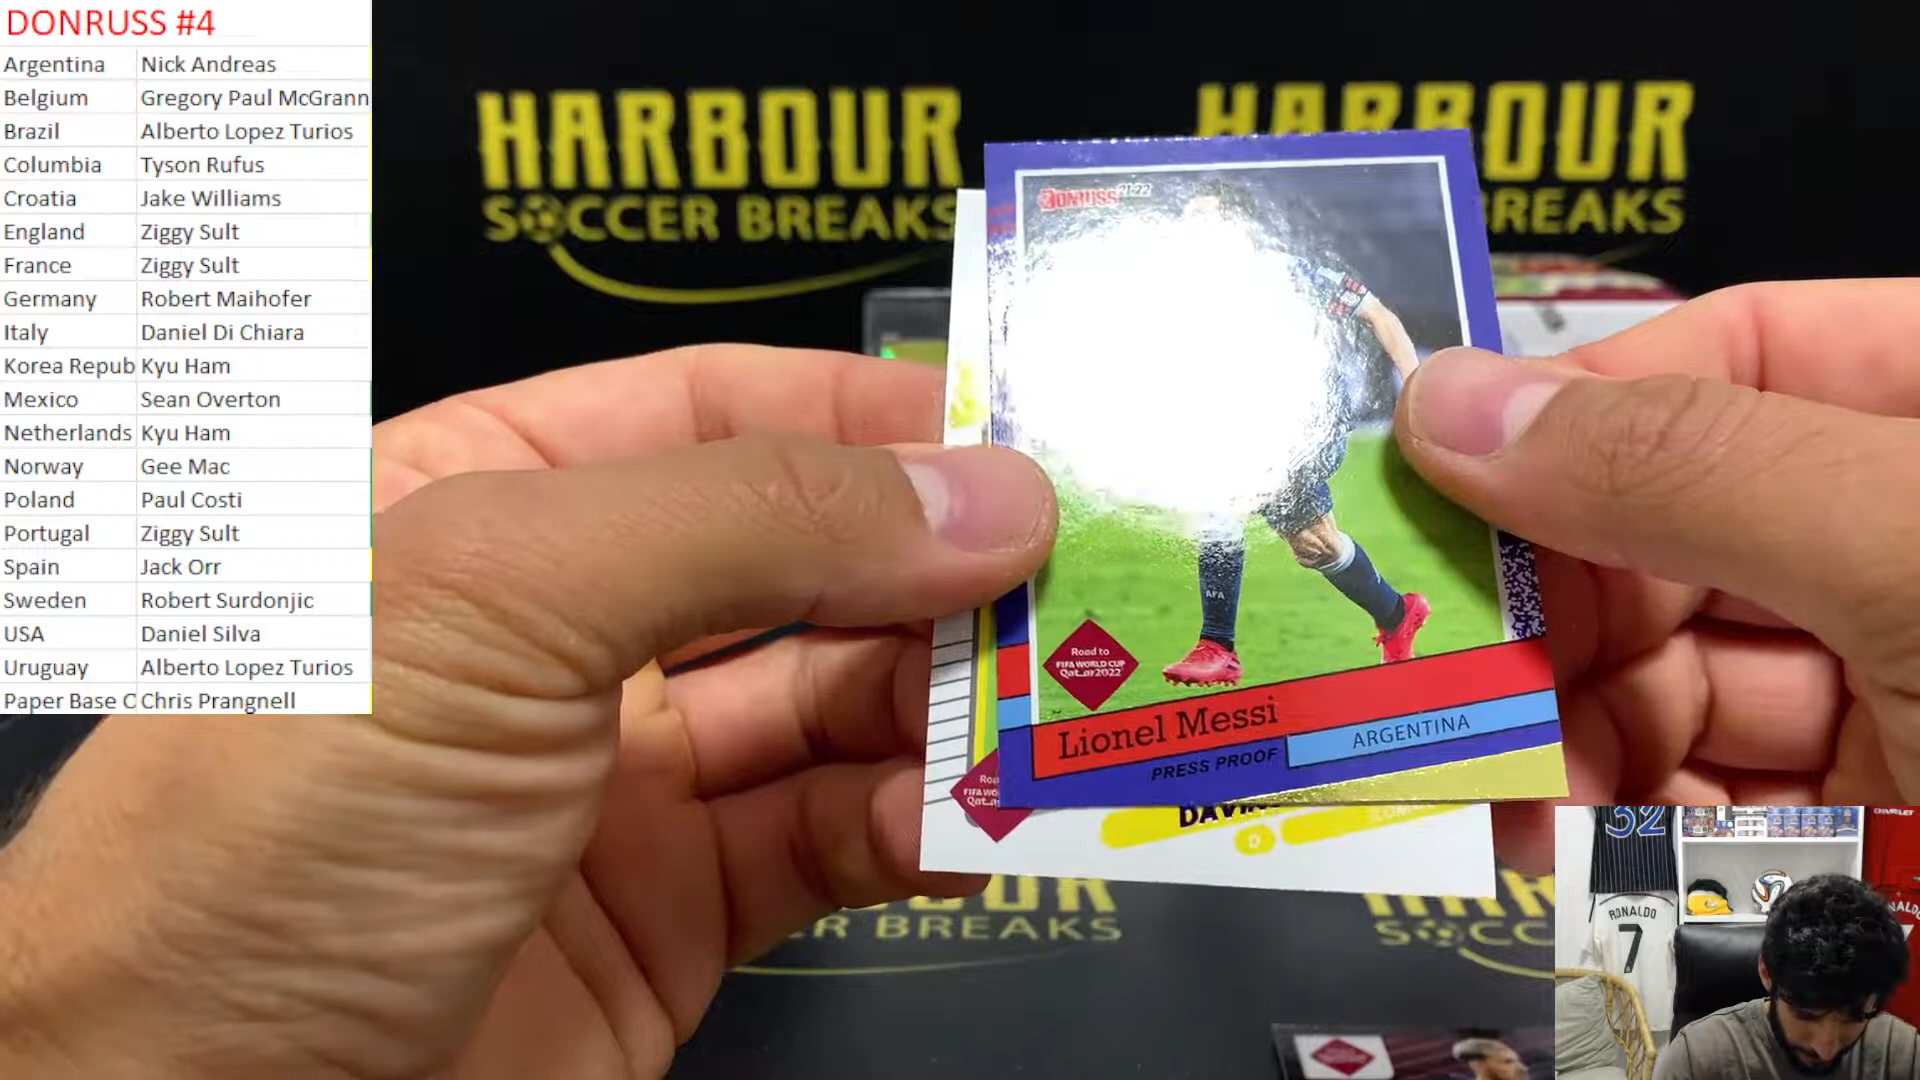 DONRUSS #4
Argentina Nick Andreas
Belgium Gregory Paul McGrann
Brazil Alberto Lopez Turios
Columbia Tyson Rufus
Croatia Jake Williams
England Ziggy Sult
France Ziggy Sult
Germany Robert Maihofer
Italy Daniel Di Chiara
Korea Repub Kyu Ham
Mexico Sean Overton
Netherlands Kyu Ham
Norway Gee Mac
Poland Paul Costi
Portugal Ziggy Sult
Spain Jack Orr
Sweden Robert Surdonjic
USA Daniel Silva
Uruguay Alberto Lopez Turios
Paper Base C Chris Prangnell
HARBOUR
SOCCER BREAKS
HARBOUR
BREAKS
DONRUSS 21-22
AFA
Road to
FIFA WORLD CUP
Qatar2022
Lionel Messi
ARGENTINA
PRESS PROOF
HARBOUR
ER BREAKS
32
RONALDO
7